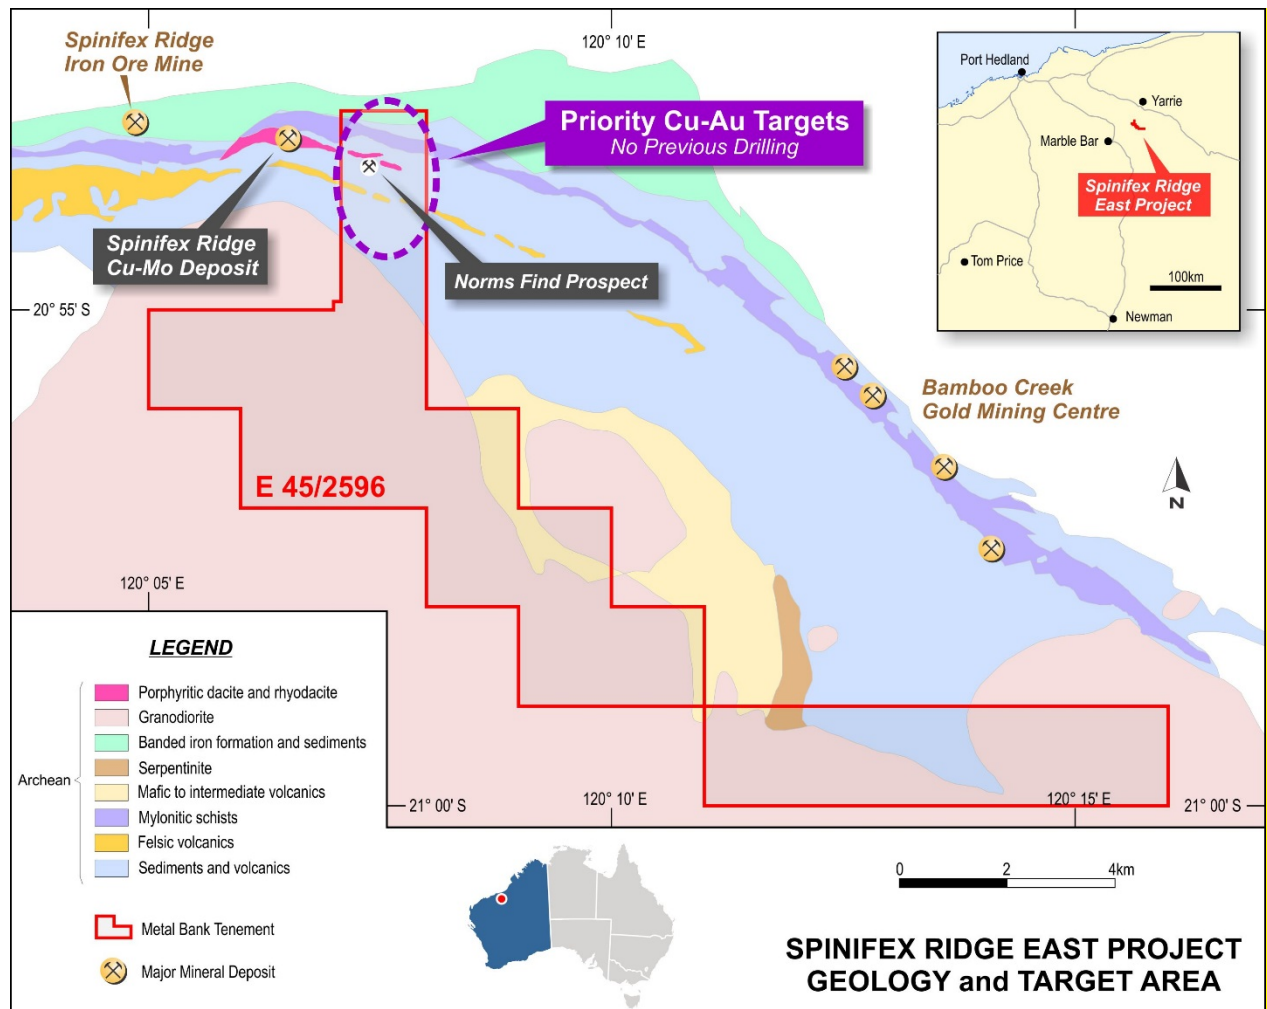 Spinifex Ridge
Iron Ore Mine
120° 10' E
Priority Cu-Au Targets
No Previous Drilling
Port Hedland
Yarrie
Marble Bar
Spinifex Ridge
East Project
Tom Price
100km
Newman
Spinifex Ridge
Cu-Mo Deposit
Norms Find Prospect
20° 55' S
Bamboo Creek
Gold Mining Centre
E 45/2596
N
120° 05' E
LEGEND
Archean
Porphyritic dacite and rhyodacite
Granodiorite
Banded iron formation and sediments
Serpentinite
Mafic to intermediate volcanics
Mylonitic schists
Felsic volcanics
Sediments and volcanics
Metal Bank Tenement
Major Mineral Deposit
21° 00' S
120° 10' E
120° 15' E
21° 00' S
0 2 4km
SPINIFEX RIDGE EAST PROJECT
GEOLOGY and TARGET AREA